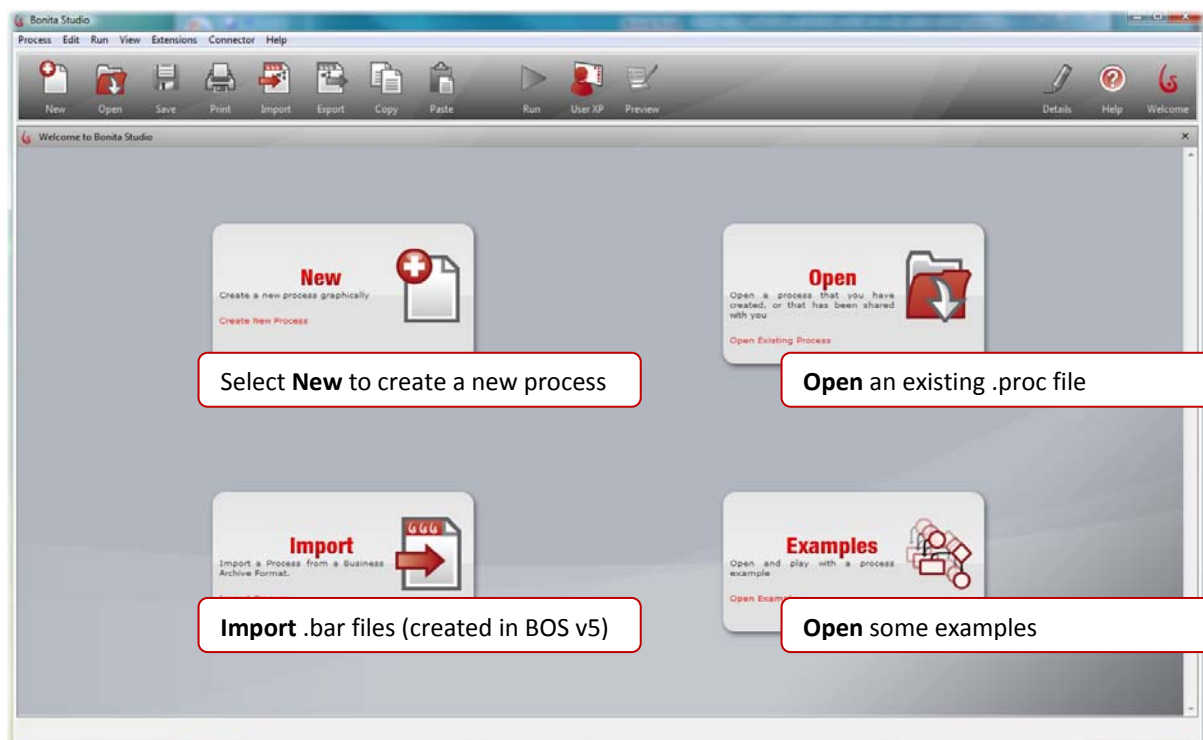 Bonita Studio
Process Edit Run View Extensions Connector Help
New Open Save Print Import Export Copy Paste Run User XP Preview Details Help Welcome
Welcome to Bonita Studio
New
Create a new process graphically
Create New Process
Select New to create a new process
Open
Open a process that you have
created, or that has been shared
with you
Open Existing Process
Open an existing .proc file
Import
Import a Process from a Business
Archive Format.
Import .bar files (created in BOS v5)
Examples
Open and play with a process
example
Open Exam
Open some examples